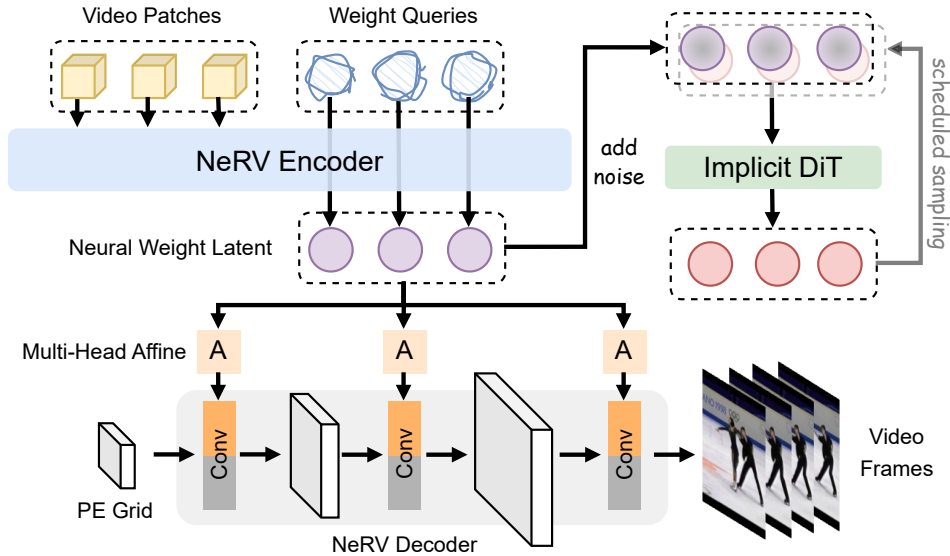 Video Patches
Weight Queries
NeRV Encoder
add
noise
Implicit DiT
scheduled sampling
Neural Weight Latent
Multi-Head Affine
A
A
A
Conv
Conv
Conv
PE Grid
Video
Frames
NeRV Decoder